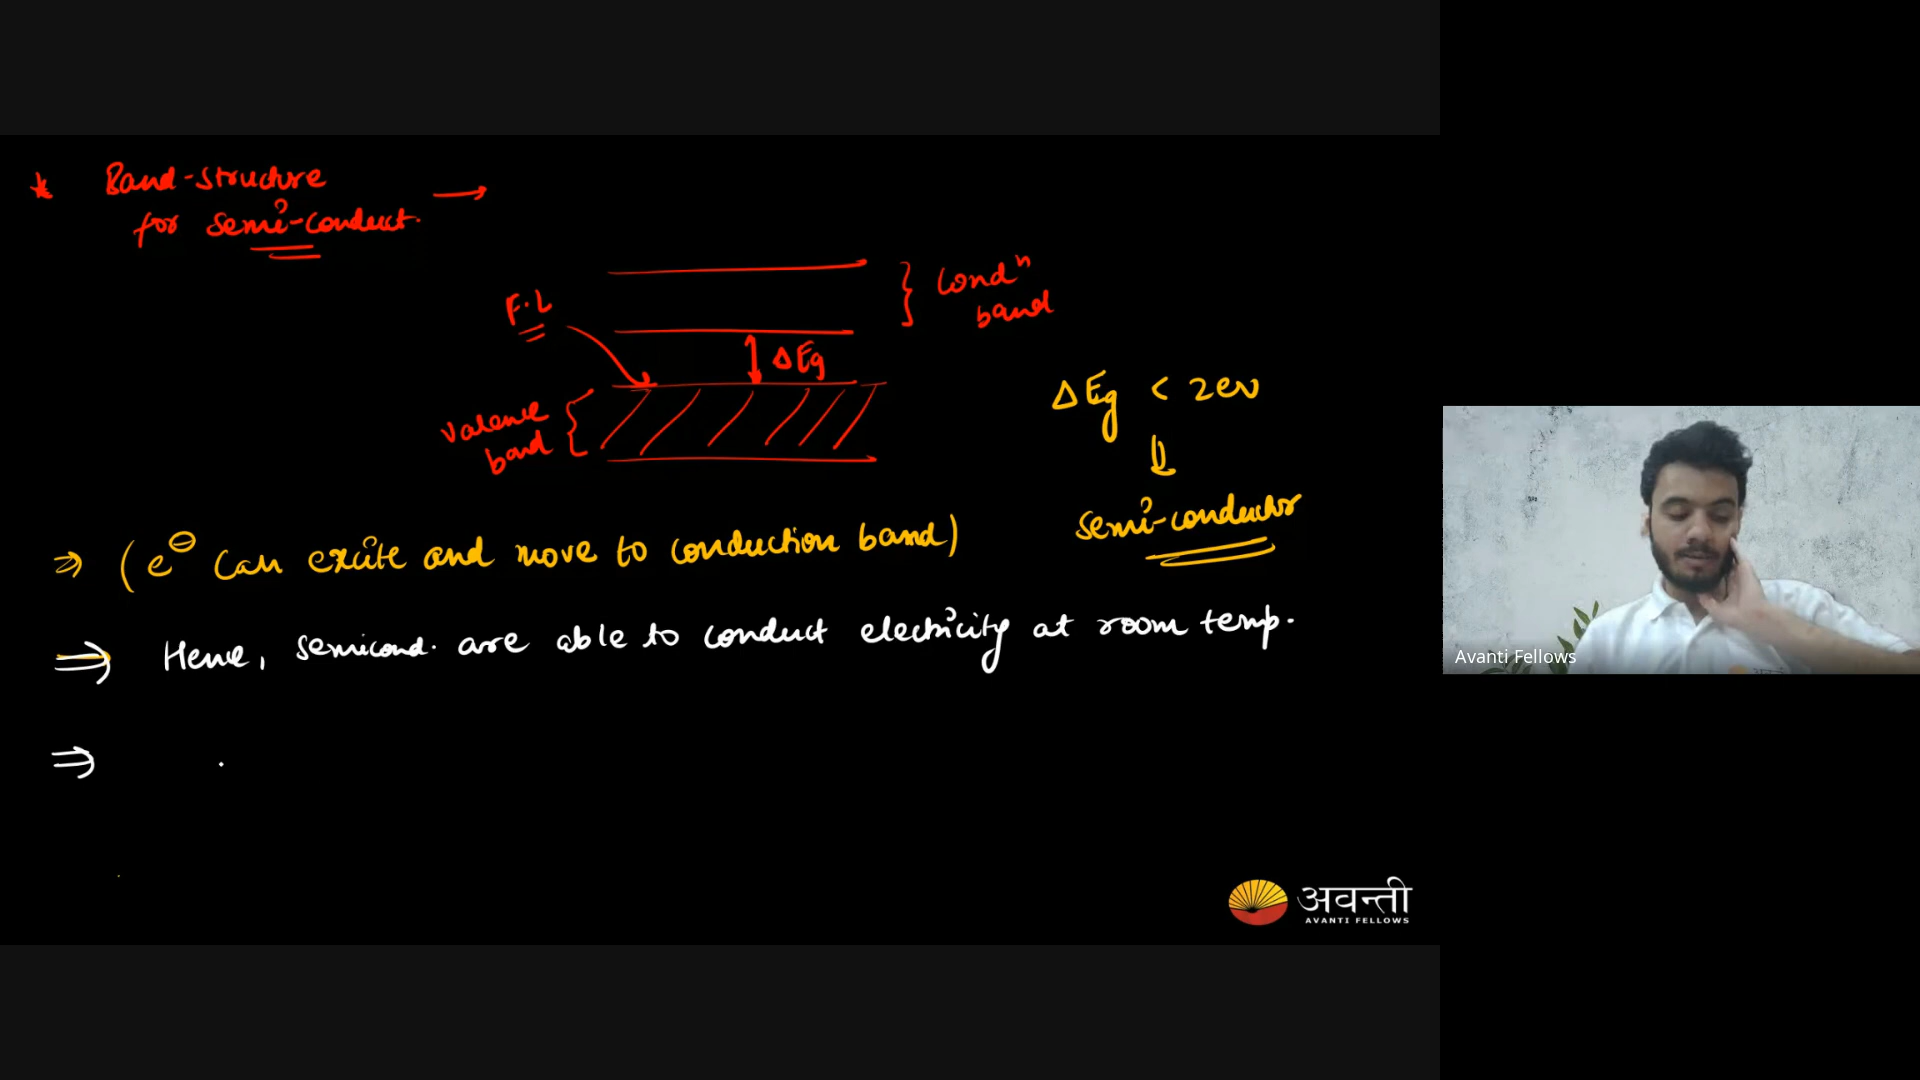 * Band-structure →
for semi-conduct.
} Condⁿ
band
F.L
ΔEg
Valence
band {
ΔEg < 2ev
⇓
semi-conductor
⇒ (e⊖ can excite and move to conduction band)
⇒ Hence, semicond. are able to conduct electricity at room temp.
⇒ .
Avanti Fellows
अवन्ती
AVANTI FELLOWS